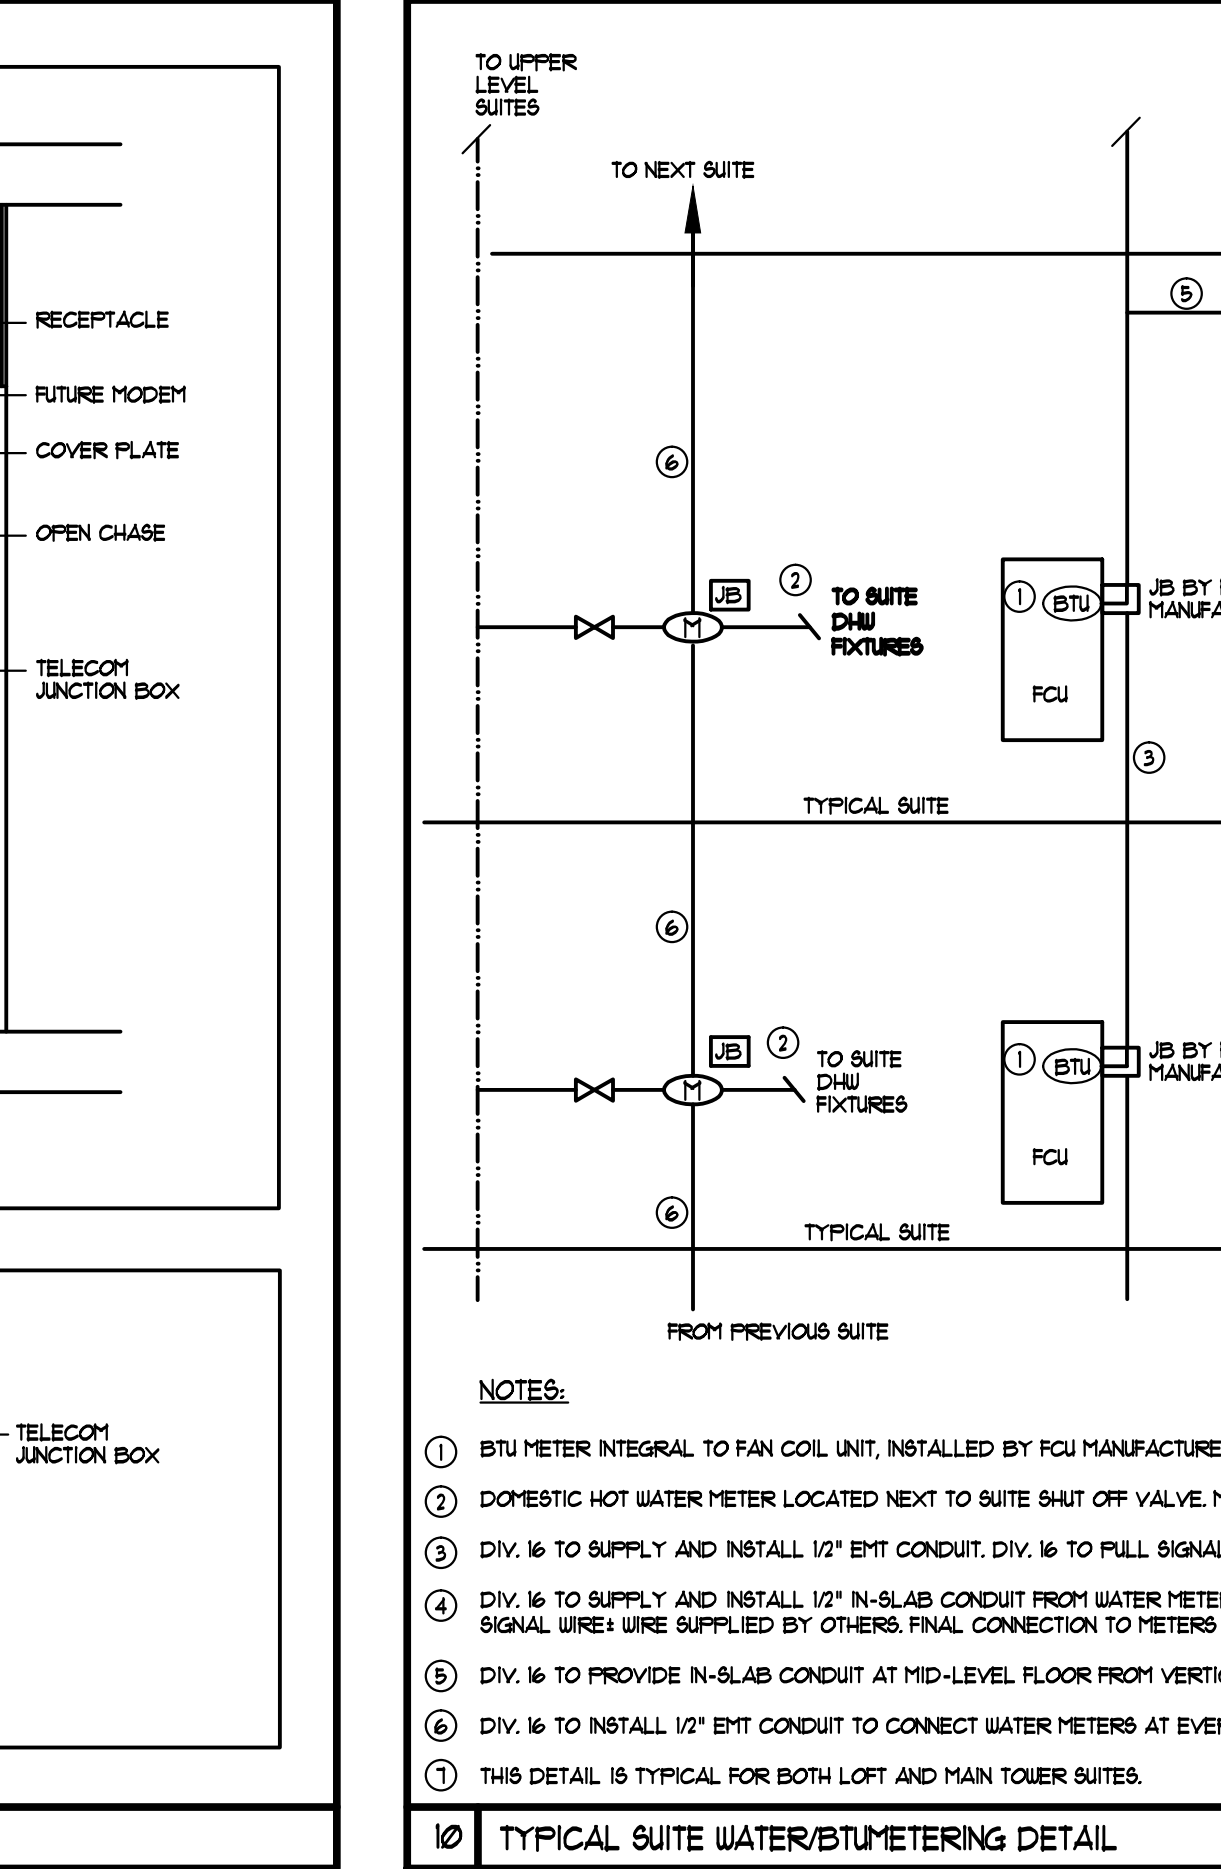 RECEPTACLE
FUTURE MODEM
COVER PLATE
OPEN CHASE
TELECOM
JUNCTION BOX
TELECOM
JUNCTION BOX
TO UPPER
LEVEL
SUITES
TO NEXT SUITE
5
6
JB
2
TO SUITE
DHW
FIXTURES
M
1
BTU
JB BY
MANUFA
FCU
3
TYPICAL SUITE
6
JB
2
TO SUITE
DHW
FIXTURES
M
1
BTU
JB BY
MANUFA
FCU
6
TYPICAL SUITE
FROM PREVIOUS SUITE
NOTES:
1 BTU METER INTEGRAL TO FAN COIL UNIT, INSTALLED BY FCU MANUFACTURE
2 DOMESTIC HOT WATER METER LOCATED NEXT TO SUITE SHUT OFF VALVE.
3 DIV. 16 TO SUPPLY AND INSTALL 1/2" EMT CONDUIT. DIV. 16 TO PULL SIGNAL
4 DIV. 16 TO SUPPLY AND INSTALL 1/2" IN-SLAB CONDUIT FROM WATER METE
SIGNAL WIRE± WIRE SUPPLIED BY OTHERS. FINAL CONNECTION TO METERS
5 DIV. 16 TO PROVIDE IN-SLAB CONDUIT AT MID-LEVEL FLOOR FROM VERTI
6 DIV. 16 TO INSTALL 1/2" EMT CONDUIT TO CONNECT WATER METERS AT EVE
7 THIS DETAIL IS TYPICAL FOR BOTH LOFT AND MAIN TOWER SUITES.
10 TYPICAL SUITE WATER/BTUMETERING DETAIL